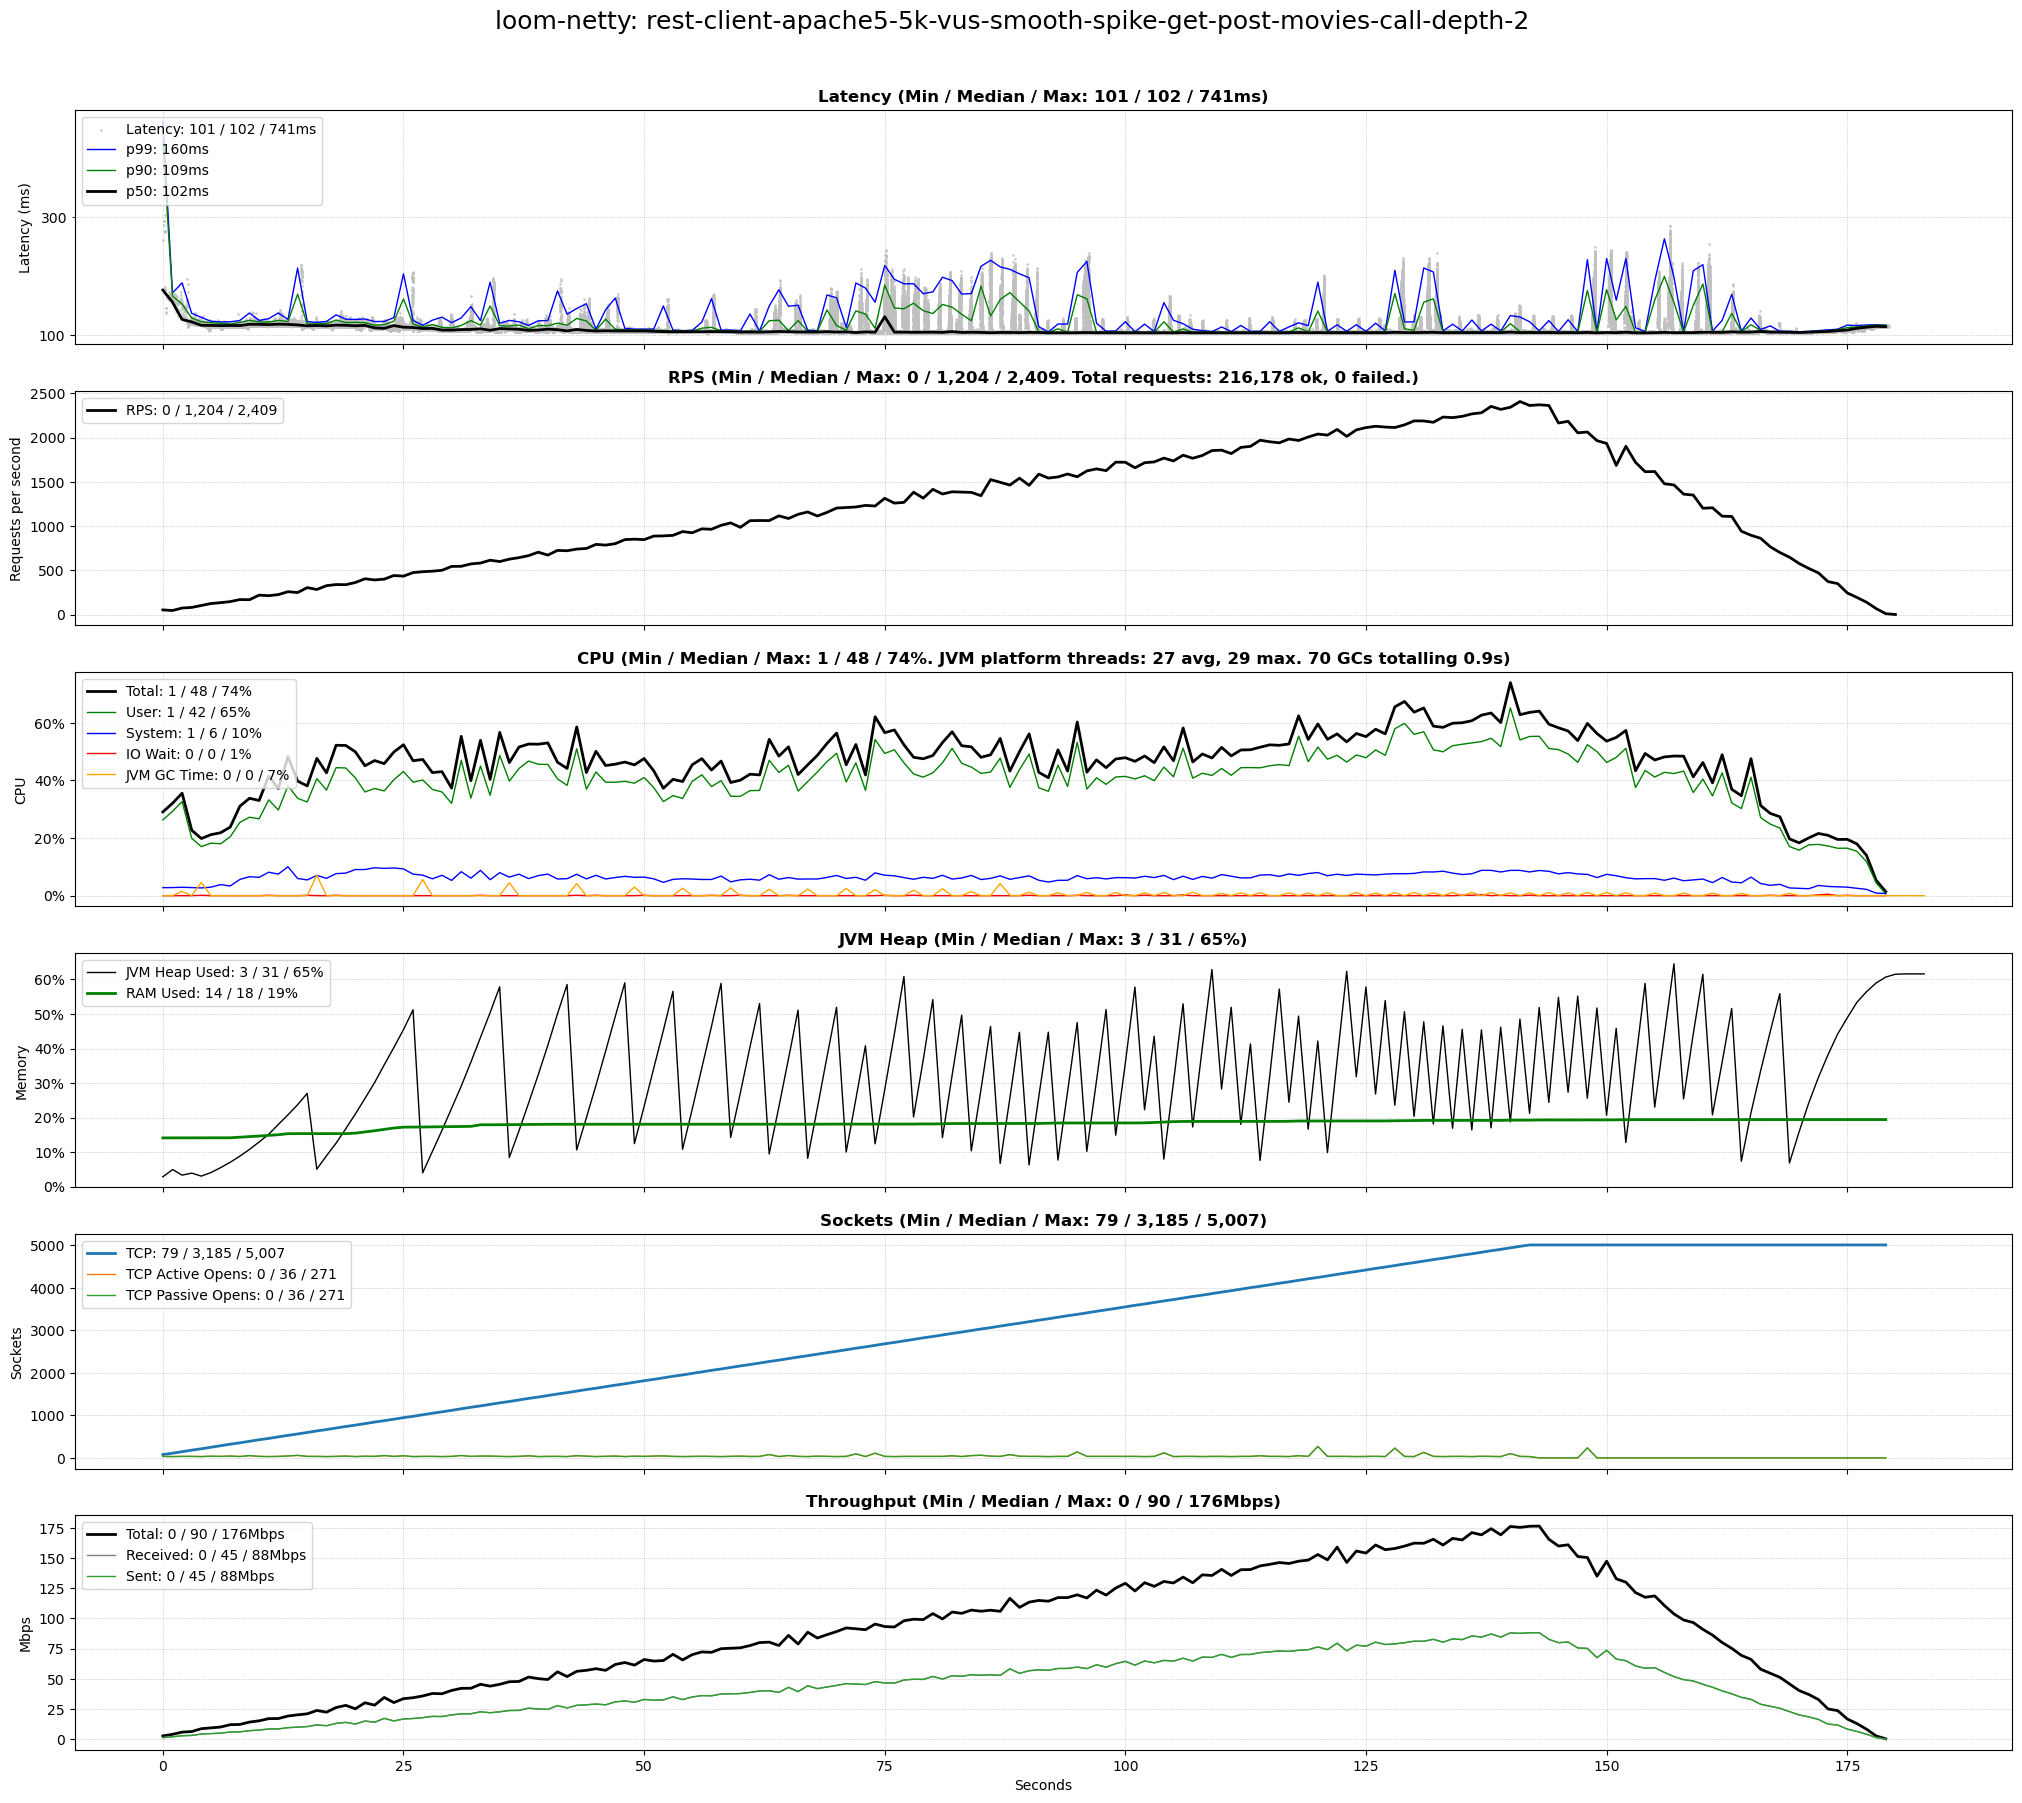 loom-netty: rest-client-apache5-5k-vus-smooth-spike-get-post-movies-call-depth-2
Latency (Min / Median / Max: 101 / 102 / 741ms)
Latency: 101 / 102 / 741ms
p99: 160ms
p90: 109ms
p50: 102ms
Latency (ms)
300
100
RPS (Min / Median / Max: 0 / 1,204 / 2,409. Total requests: 216,178 ok, 0 failed.)
RPS: 0 / 1,204 / 2,409
Requests per second
2500
2000
1500
1000
500
0
CPU (Min / Median / Max: 1 / 48 / 74%. JVM platform threads: 27 avg, 29 max. 70 GCs totalling 0.9s)
Total: 1 / 48 / 74%
User: 1 / 42 / 65%
System: 1 / 6 / 10%
IO Wait: 0 / 0 / 1%
JVM GC Time: 0 / 0 / 7%
CPU
60%
40%
20%
0%
JVM Heap (Min / Median / Max: 3 / 31 / 65%)
JVM Heap Used: 3 / 31 / 65%
RAM Used: 14 / 18 / 19%
Memory
60%
50%
40%
30%
20%
10%
0%
Sockets (Min / Median / Max: 79 / 3,185 / 5,007)
TCP: 79 / 3,185 / 5,007
TCP Active Opens: 0 / 36 / 271
TCP Passive Opens: 0 / 36 / 271
Sockets
5000
4000
3000
2000
1000
0
Throughput (Min / Median / Max: 0 / 90 / 176Mbps)
Total: 0 / 90 / 176Mbps
Received: 0 / 45 / 88Mbps
Sent: 0 / 45 / 88Mbps
Mbps
175
150
125
100
75
50
25
0
0 25 50 75 100 125 150 175
Seconds